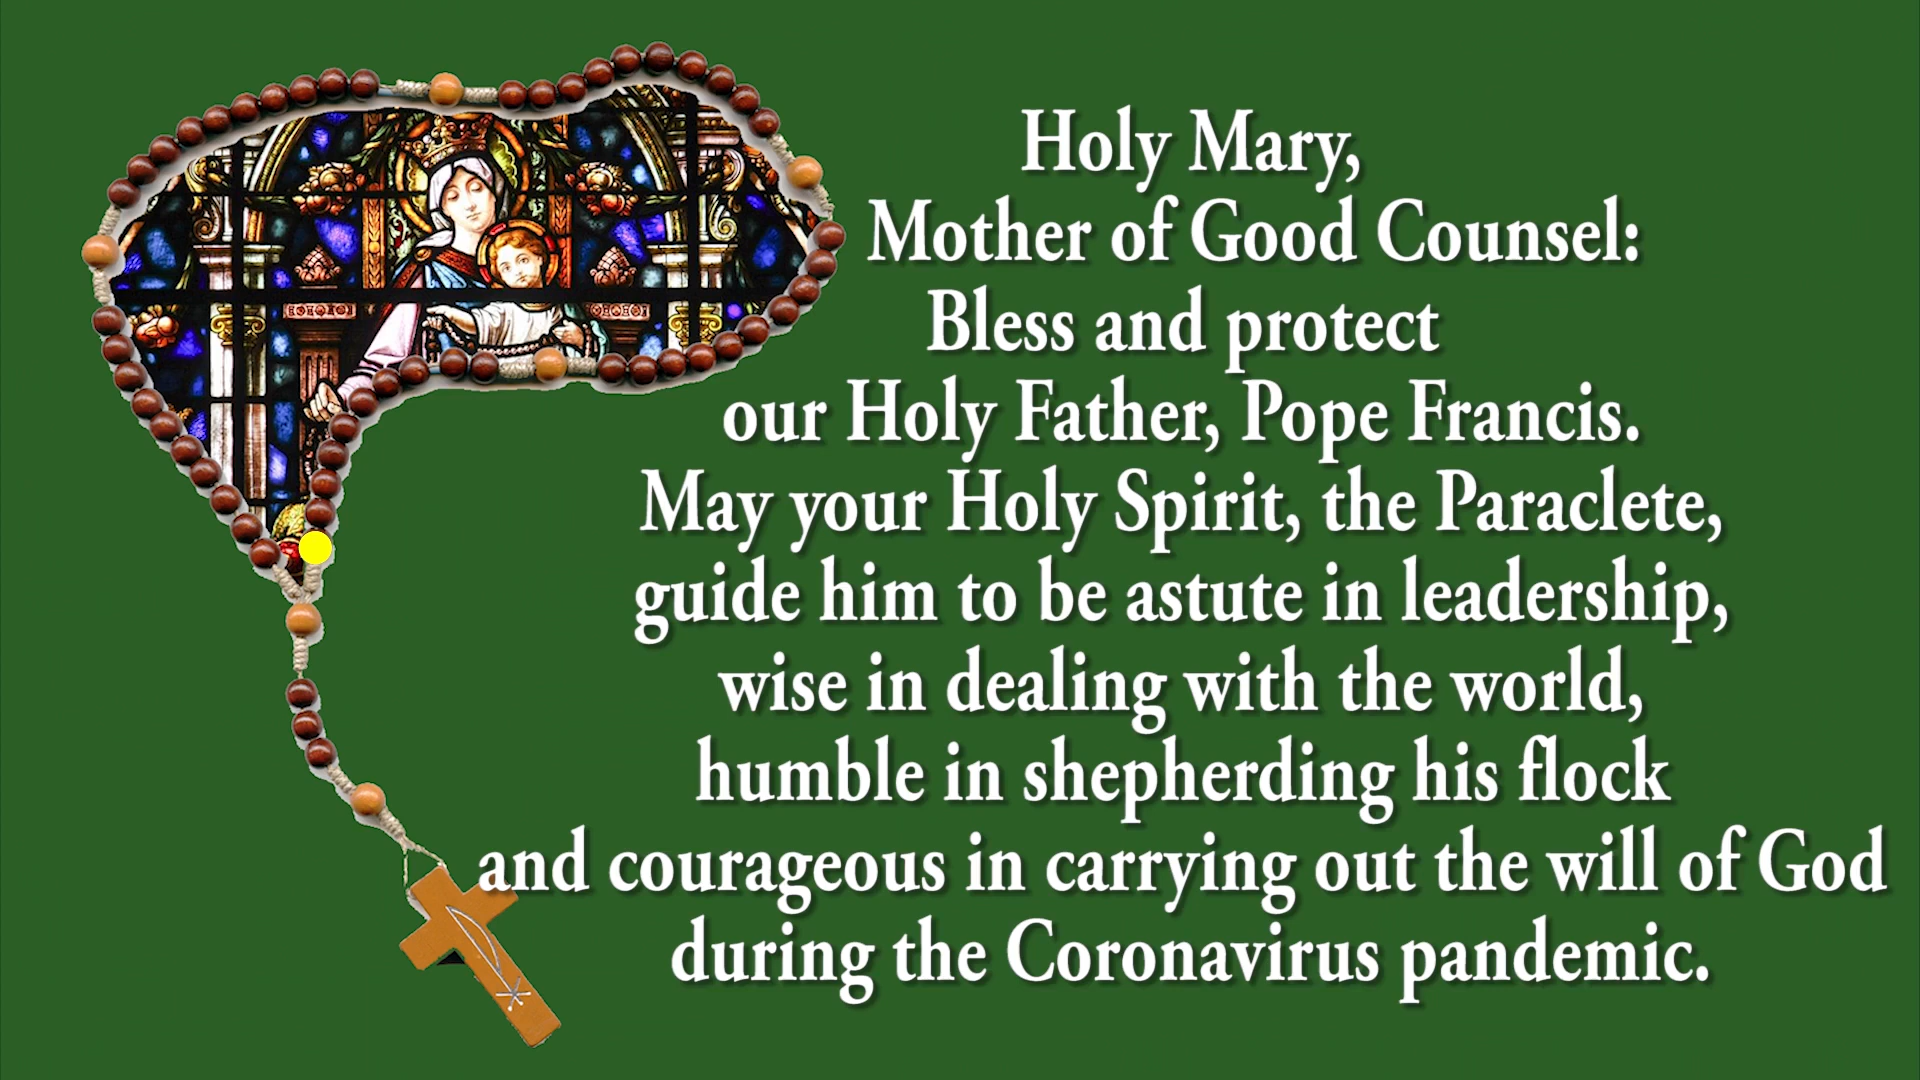 Holy Mary,
Mother of Good Counsel:
Bless and protect
our Holy Father, Pope Francis.
May your Holy Spirit, the Paraclete,
guide him to be astute in leadership,
wise in dealing with the world,
humble in shepherding his flock
and courageous in carrying out the will of God
during the Coronavirus pandemic.